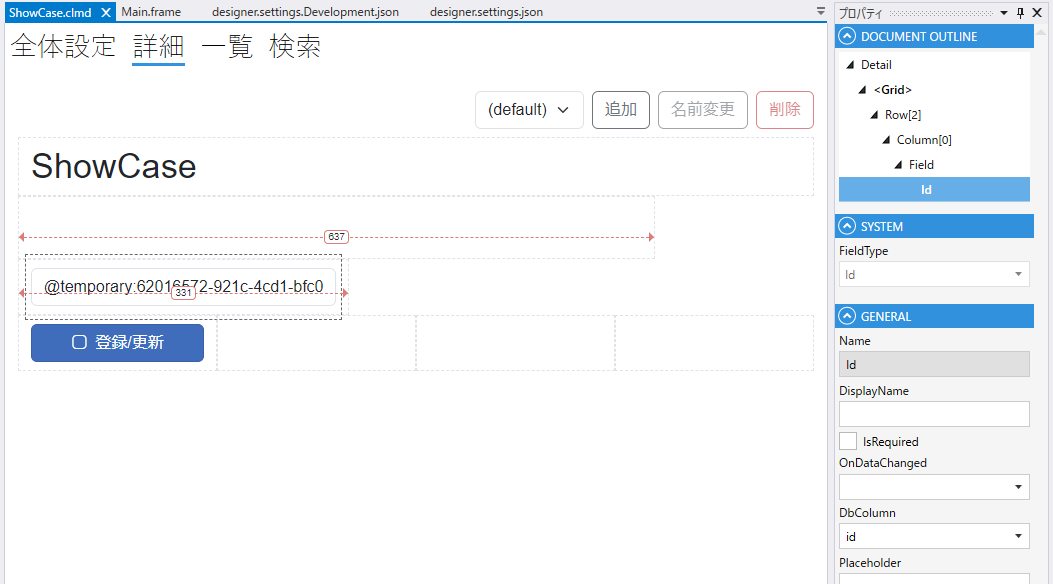 ShowCase.clmd
Main.frame
designer.settings.Development.json
designer.settings.json
全体設定 詳細 一覧 検索
(default) 追加 名前変更 削除
ShowCase
637
@temporary:62016572-921c-4cd1-bfc0
331
登録/更新
プロパティ
DOCUMENT OUTLINE
Detail
<Grid>
Row[2]
Column[0]
Field
Id
SYSTEM
FieldType
Id
GENERAL
Name
Id
DisplayName
IsRequired
OnDataChanged
DbColumn
id
Placeholder